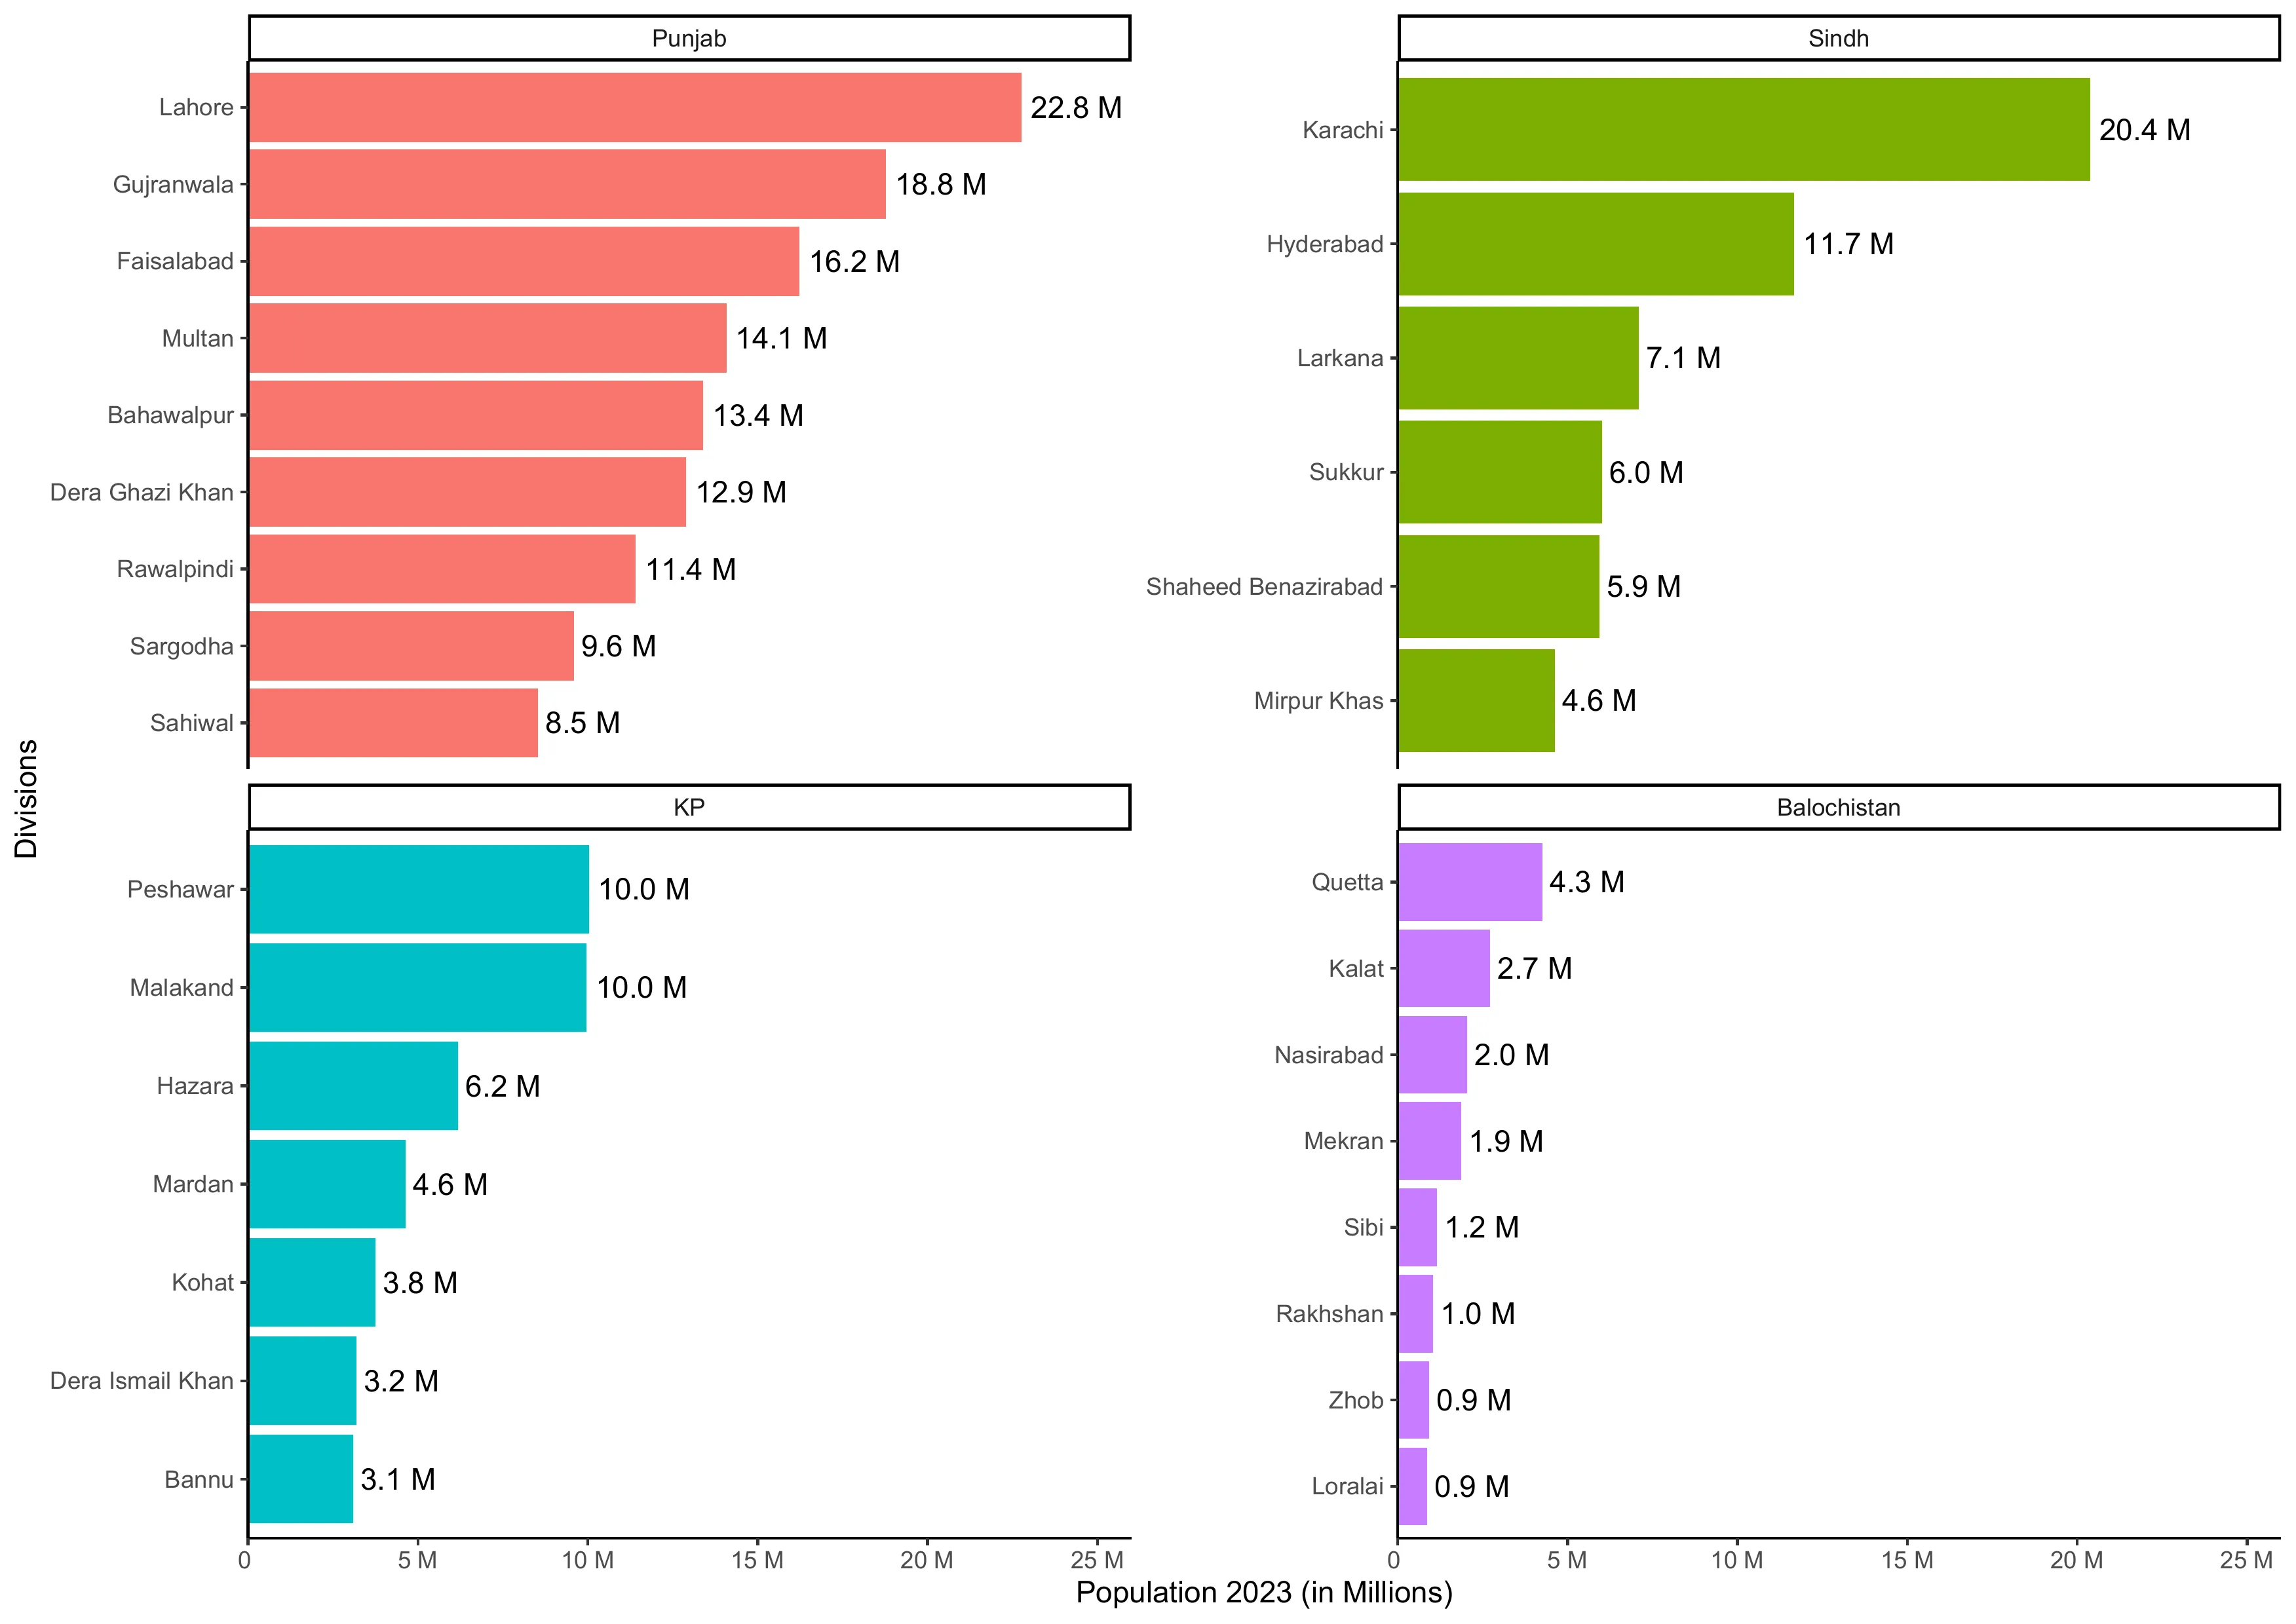 Punjab
Lahore 22.8 M
Gujranwala 18.8 M
Faisalabad 16.2 M
Multan 14.1 M
Bahawalpur 13.4 M
Dera Ghazi Khan 12.9 M
Rawalpindi 11.4 M
Sargodha 9.6 M
Sahiwal 8.5 M
Sindh
Karachi 20.4 M
Hyderabad 11.7 M
Larkana 7.1 M
Sukkur 6.0 M
Shaheed Benazirabad 5.9 M
Mirpur Khas 4.6 M
Divisions
KP
Peshawar 10.0 M
Malakand 10.0 M
Hazara 6.2 M
Mardan 4.6 M
Kohat 3.8 M
Dera Ismail Khan 3.2 M
Bannu 3.1 M
0 5 M 10 M 15 M 20 M 25 M
Balochistan
Quetta 4.3 M
Kalat 2.7 M
Nasirabad 2.0 M
Mekran 1.9 M
Sibi 1.2 M
Rakhshan 1.0 M
Zhob 0.9 M
Loralai 0.9 M
0 5 M 10 M 15 M 20 M 25 M
Population 2023 (in Millions)